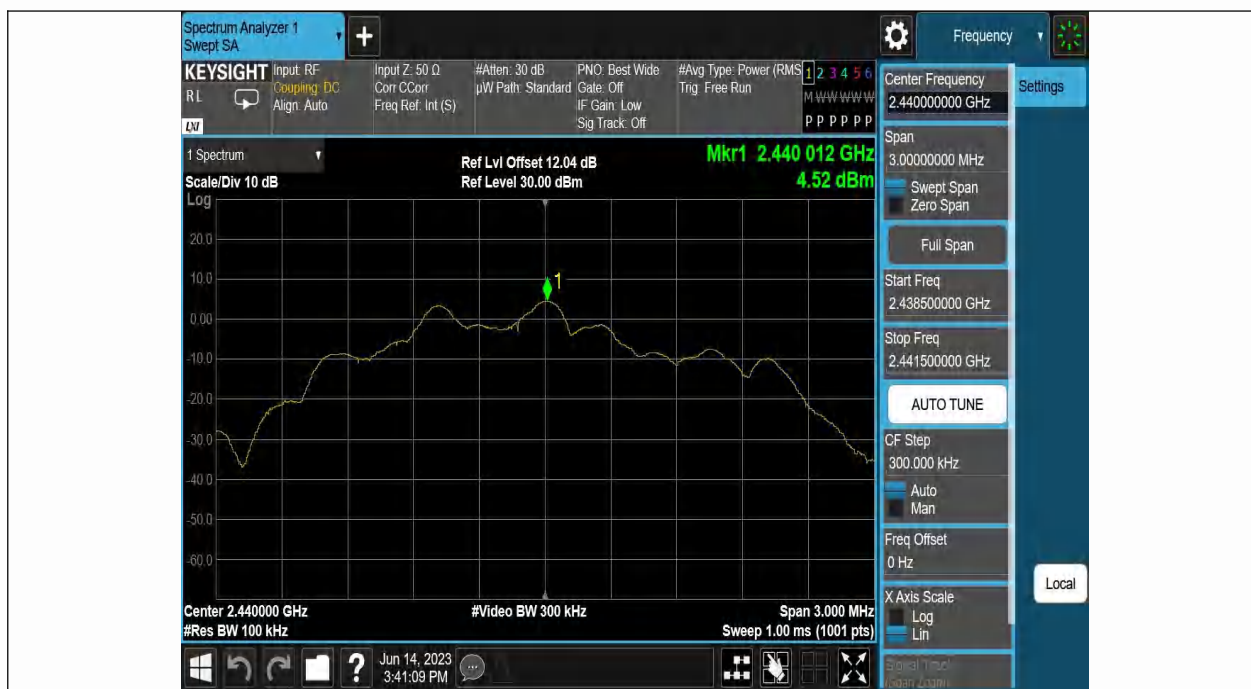 Spectrum Analyzer 1
Swept SA
+
Frequency
KEYSIGHT
RL
LXI
Input: RF
Coupling: DC
Align: Auto
Input Z: 50 Ω
Corr CCorr
Freq Ref: Int (S)
#Atten: 30 dB
µW Path: Standard
PNO: Best Wide
Gate: Off
IF Gain: Low
Sig Track: Off
#Avg Type: Power (RMS
Trig: Free Run
1 2 3 4 5 6
M W W W W W
P P P P P P
Center Frequency
2.440000000 GHz
Settings
Span
3.00000000 MHz
Swept Span
Zero Span
Full Span
Start Freq
2.438500000 GHz
Stop Freq
2.441500000 GHz
AUTO TUNE
CF Step
300.000 kHz
Auto
Man
Freq Offset
0 Hz
X Axis Scale
Log
Lin
Local
1 Spectrum
Scale/Div 10 dB
Ref Lvl Offset 12.04 dB
Ref Level 30.00 dBm
Mkr1 2.440 012 GHz
4.52 dBm
Log
20.0
10.0
0.00
-10.0
-20.0
-30.0
-40.0
-50.0
-60.0
1
Center 2.440000 GHz
#Res BW 100 kHz
#Video BW 300 kHz
Span 3.000 MHz
Sweep 1.00 ms (1001 pts)
?
Jun 14, 2023
3:41:09 PM